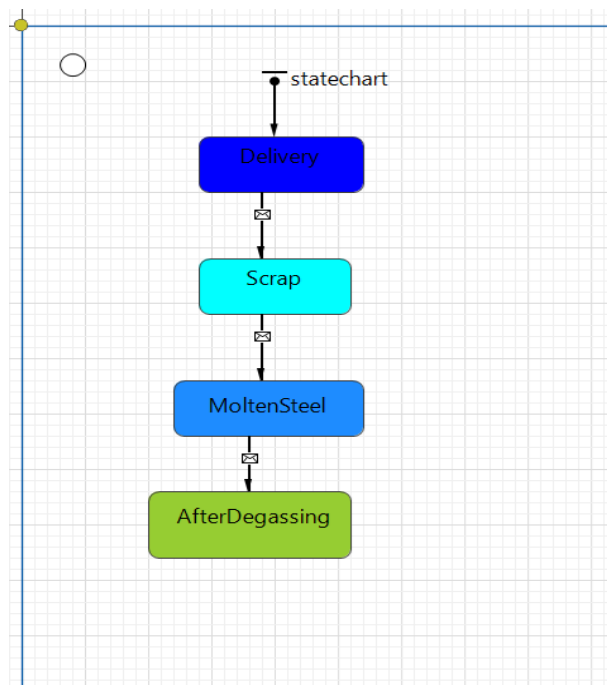 statechart
Delivery
Scrap
MoltenSteel
AfterDegassing